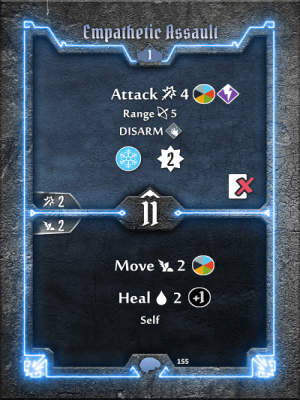 Empathetic Assault
1
Attack 4
Range 5
DISARM
2
2
11
2
Move 2
Heal 2 +1
Self
155